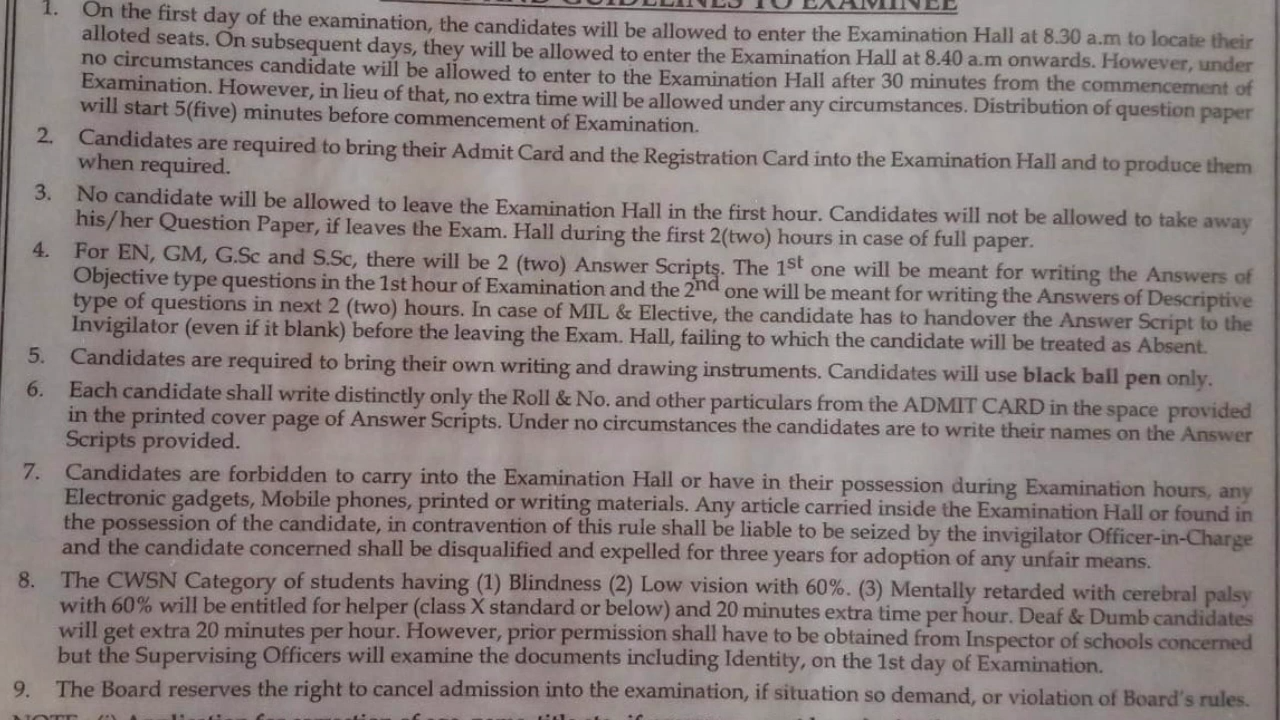 AND GUIDELINES TO EXAMINEE
1. On the first day of the examination, the candidates will be allowed to enter the Examination Hall at 8.30 a.m to locate their
alloted seats. On subsequent days, they will be allowed to enter the Examination Hall at 8.40 a.m onwards. However, under
no circumstances candidate will be allowed to enter to the Examination Hall after 30 minutes from the commencement of
Examination. However, in lieu of that, no extra time will be allowed under any circumstances. Distribution of question paper
will start 5(five) minutes before commencement of Examination.
2. Candidates are required to bring their Admit Card and the Registration Card into the Examination Hall and to produce them
when required.
3. No candidate will be allowed to leave the Examination Hall in the first hour. Candidates will not be allowed to take away
his/her Question Paper, if leaves the Exam. Hall during the first 2(two) hours in case of full paper.
4. For EN, GM, G.Sc and S.Sc, there will be 2 (two) Answer Scripts. The 1st one will be meant for writing the Answers of
Objective type questions in the 1st hour of Examination and the 2nd one will be meant for writing the Answers of Descriptive
type of questions in next 2 (two) hours. In case of MIL & Elective, the candidate has to handover the Answer Script to the
Invigilator (even if it blank) before the leaving the Exam. Hall, failing to which the candidate will be treated as Absent.
5. Candidates are required to bring their own writing and drawing instruments. Candidates will use black ball pen only.
6. Each candidate shall write distinctly only the Roll & No. and other particulars from the ADMIT CARD in the space provided
in the printed cover page of Answer Scripts. Under no circumstances the candidates are to write their names on the Answer
Scripts provided.
7. Candidates are forbidden to carry into the Examination Hall or have in their possession during Examination hours, any
Electronic gadgets, Mobile phones, printed or writing materials. Any article carried inside the Examination Hall or found in
the possession of the candidate, in contravention of this rule shall be liable to be seized by the invigilator Officer-in-Charge
and the candidate concerned shall be disqualified and expelled for three years for adoption of any unfair means.
8. The CWSN Category of students having (1) Blindness (2) Low vision with 60%. (3) Mentally retarded with cerebral palsy
with 60% will be entitled for helper (class X standard or below) and 20 minutes extra time per hour. Deaf & Dumb candidates
will get extra 20 minutes per hour. However, prior permission shall have to be obtained from Inspector of schools concerned
but the Supervising Officers will examine the documents including Identity, on the 1st day of Examination.
9. The Board reserves the right to cancel admission into the examination, if situation so demand, or violation of Board's rules.